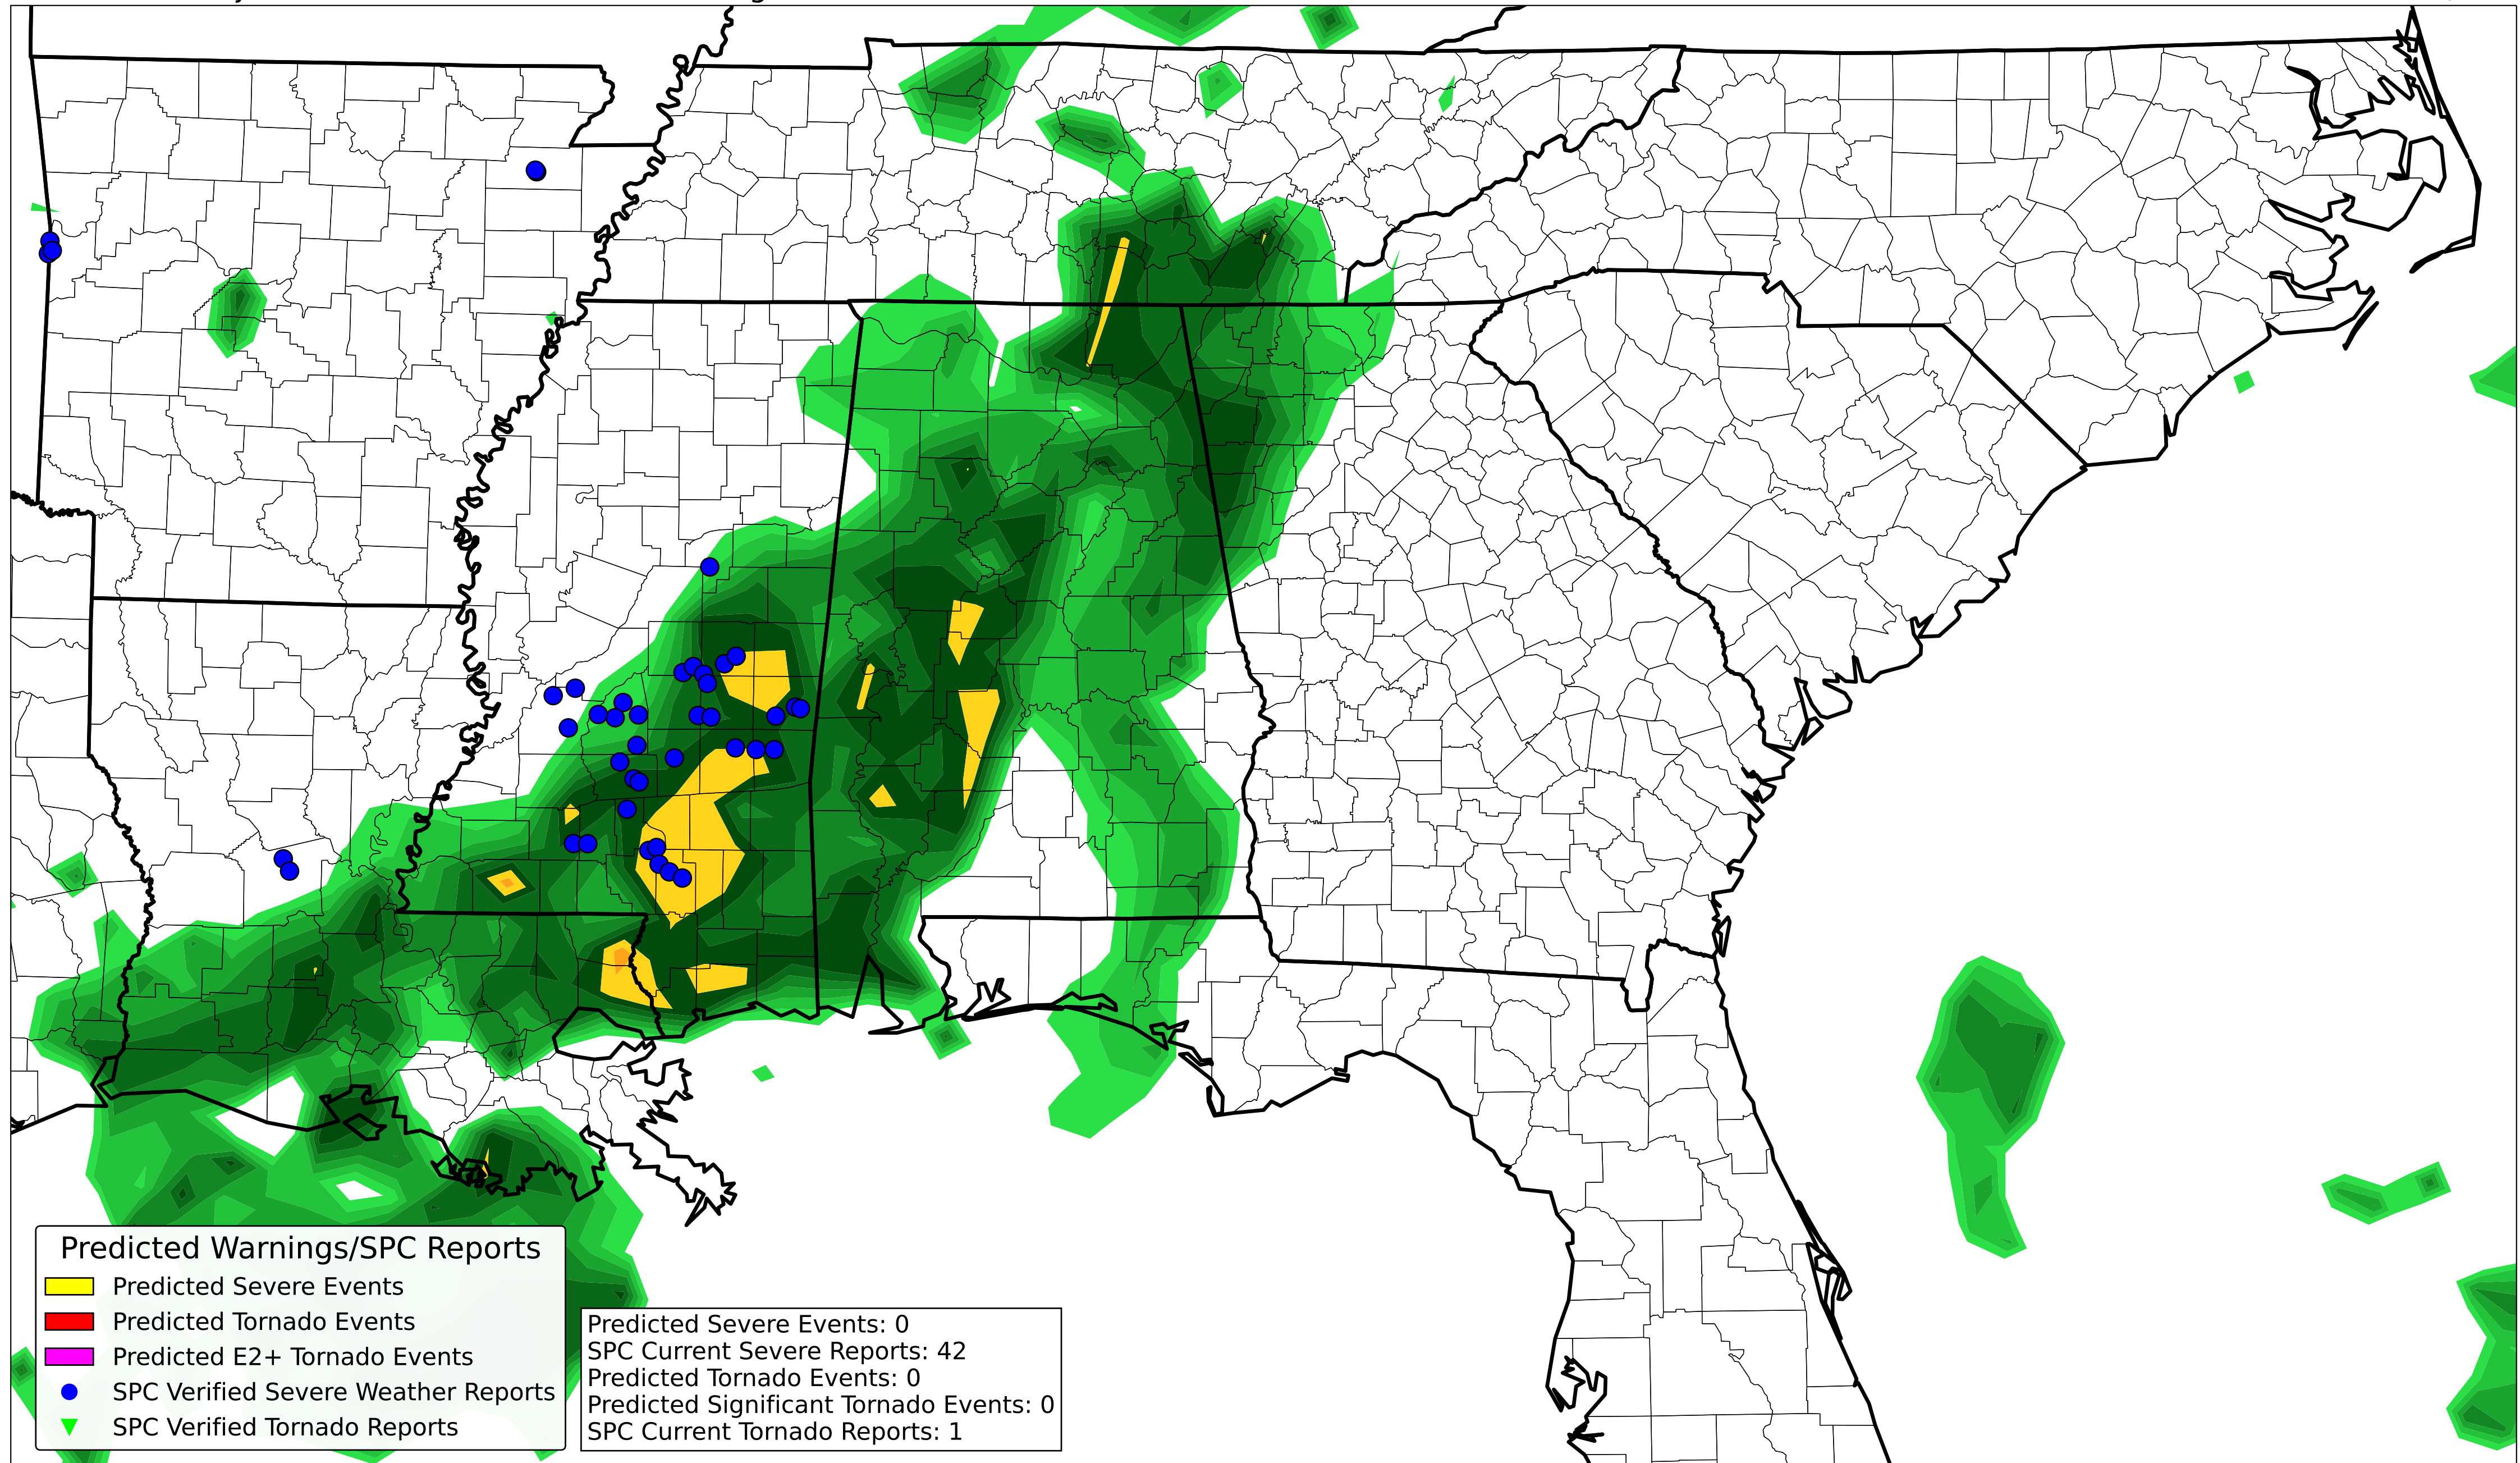 Predicted Warnings/SPC Reports
Predicted Severe Events
Predicted Tornado Events
Predicted E2+ Tornado Events
SPC Verified Severe Weather Reports
SPC Verified Tornado Reports
Predicted Severe Events: 0
SPC Current Severe Reports: 42
Predicted Tornado Events: 0
Predicted Significant Tornado Events: 0
SPC Current Tornado Reports: 1